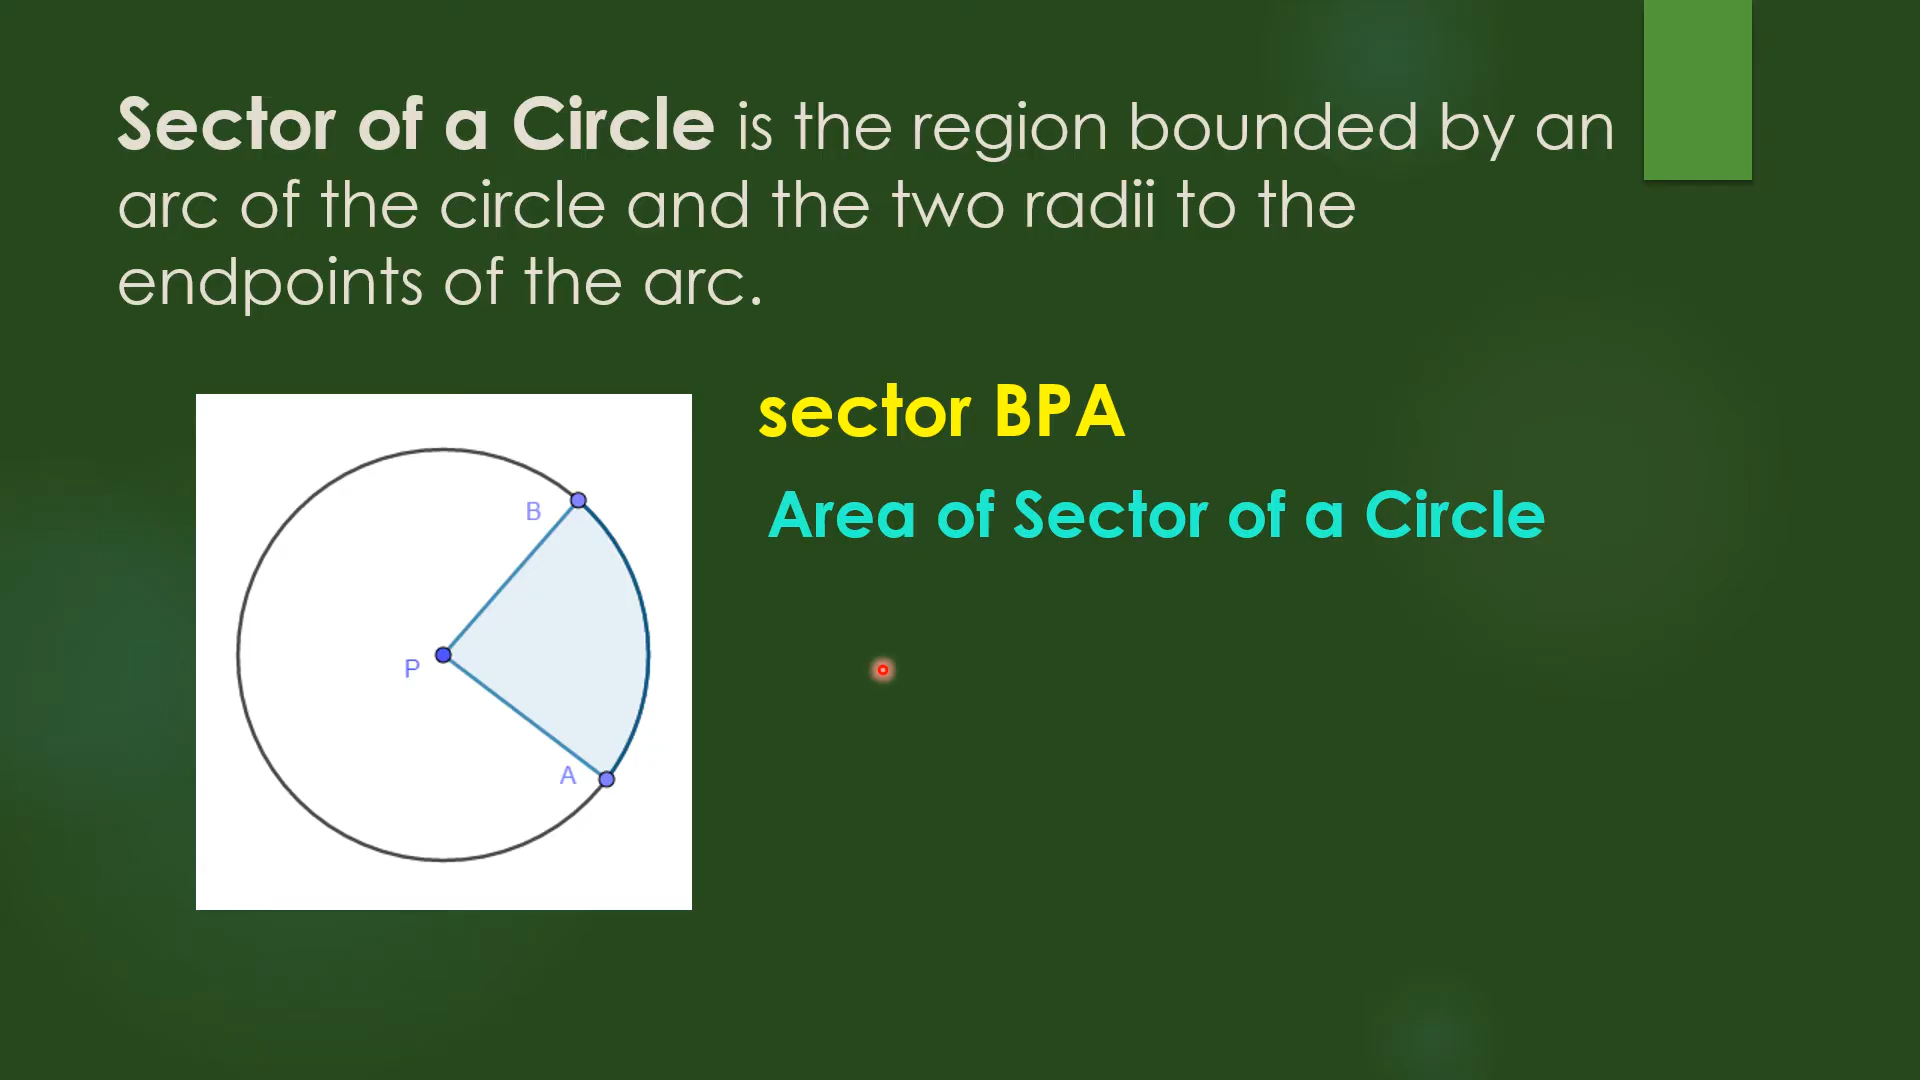 Sector of a Circle is the region bounded by an
arc of the circle and the two radii to the
endpoints of the arc.
sector BPA
Area of Sector of a Circle
B
P
A